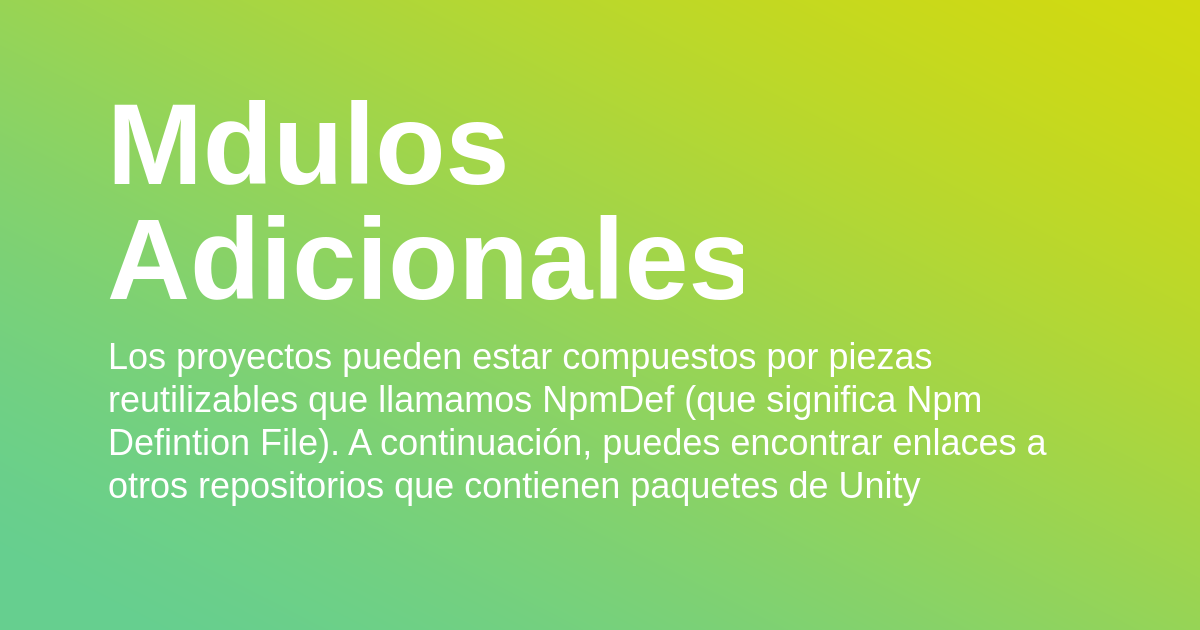 Mdulos
Adicionales
Los proyectos pueden estar compuestos por piezas
reutilizables que llamamos NpmDef (que significa Npm
Defintion File). A continuación, puedes encontrar enlaces a
otros repositorios que contienen paquetes de Unity